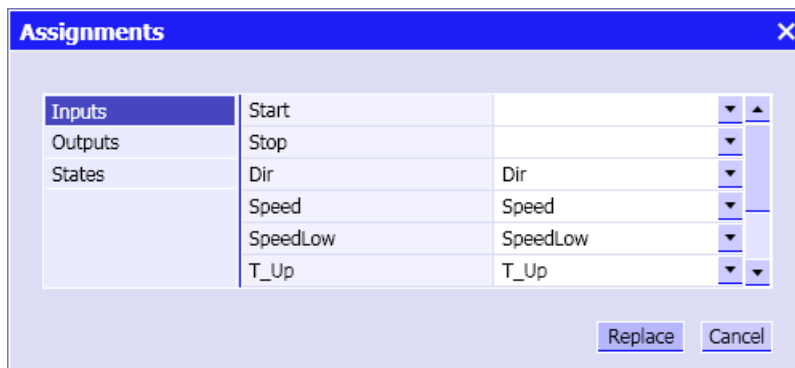 Assignments
Inputs Start
Outputs Stop
States Dir Dir
Speed Speed
SpeedLow SpeedLow
T_Up T_Up
Replace Cancel